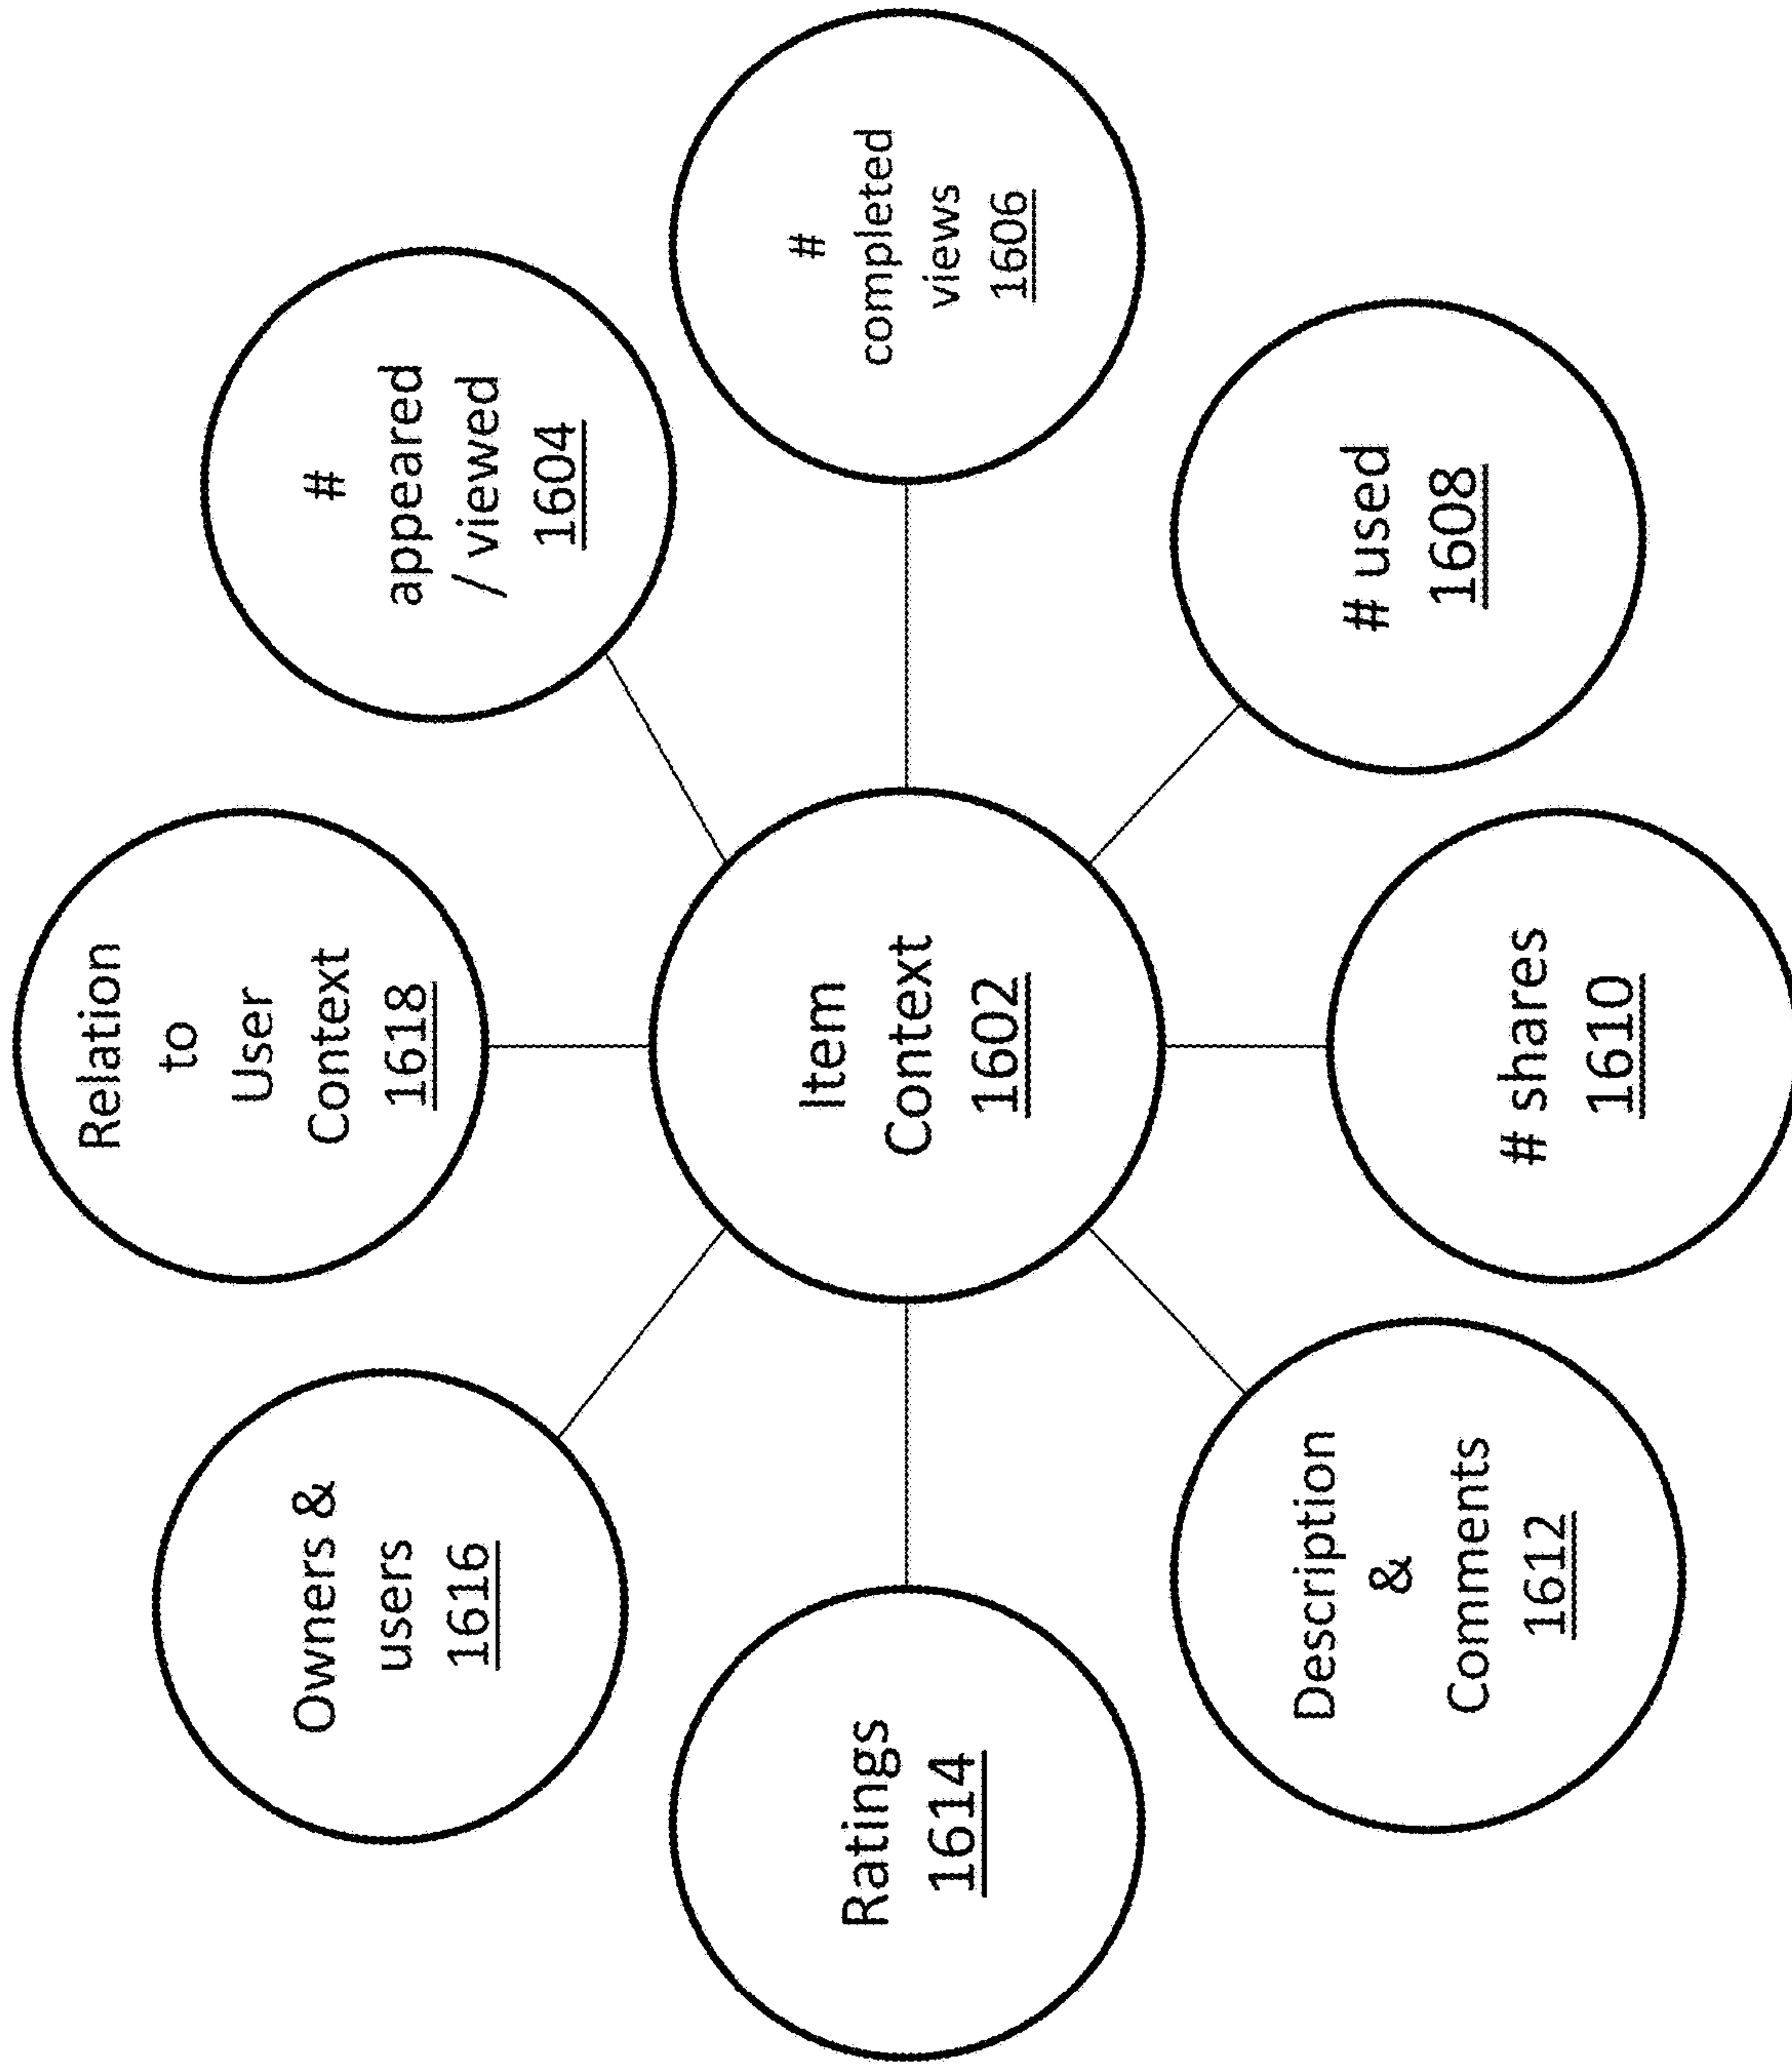 Relation
to
User
Context
1618
#
appeared
/ viewed
1604
#
completed
views
1606
# used
1608
# shares
1610
Description
&
Comments
1612
Ratings
1614
Owners &
users
1616
Item
Context
1602